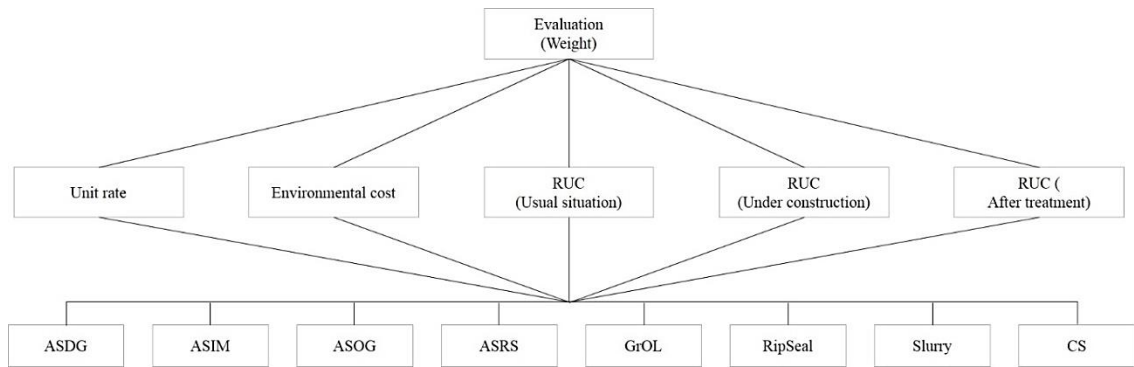 Evaluation
(Weight)
Unit rate
Environmental cost
RUC
(Usual situation)
RUC
(Under construction)
RUC (
After treatment)
ASDG
ASIM
ASOG
ASRS
GrOL
RipSeal
Slurry
CS